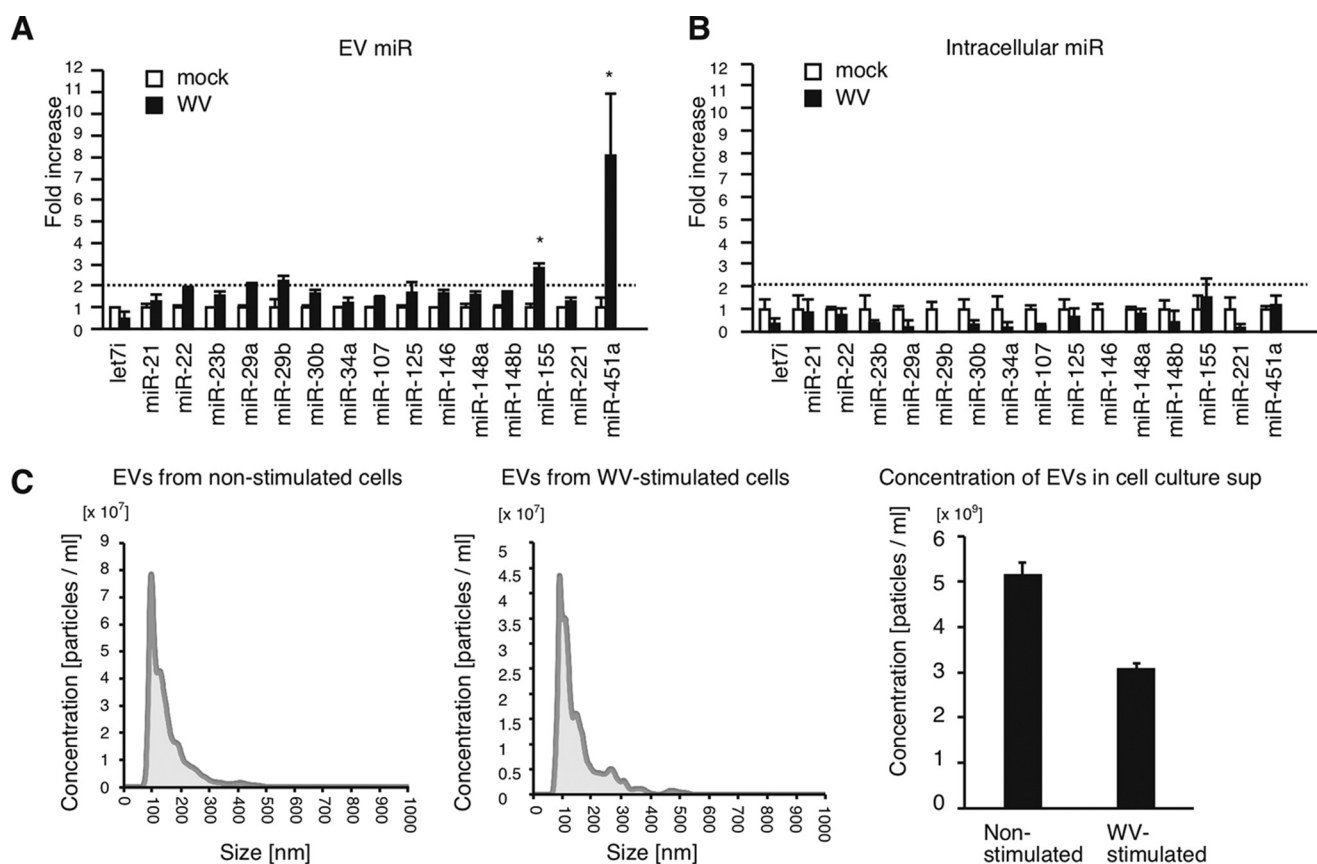 A
EV miR
Fold increase
12
11
10
9
8
7
6
5
4
3
2
1
0
mock
WV
*
*
let7i
miR-21
miR-22
miR-23b
miR-29a
miR-29b
miR-30b
miR-34a
miR-107
miR-125
miR-146
miR-148a
miR-148b
miR-155
miR-221
miR-451a
B
Intracellular miR
Fold increase
12
11
10
9
8
7
6
5
4
3
2
1
0
mock
WV
let7i
miR-21
miR-22
miR-23b
miR-29a
miR-29b
miR-30b
miR-34a
miR-107
miR-125
miR-146
miR-148a
miR-148b
miR-155
miR-221
miR-451a
C
EVs from non-stimulated cells
[x 10⁷]
Concentration [particles / ml]
9
8
7
6
5
4
3
2
1
0
0
100
200
300
400
500
600
700
800
900
1000
Size [nm]
EVs from WV-stimulated cells
[x 10⁷]
Concentration [particles / ml]
5
4.5
4
3.5
3
2.5
2
1.5
1
0.5
0
0
100
200
300
400
500
600
700
800
900
1000
Size [nm]
Concentration of EVs in cell culture sup
[x 10⁹]
Concentration [paticles / ml]
6
5
4
3
2
1
0
Non-
stimulated
WV-
stimulated